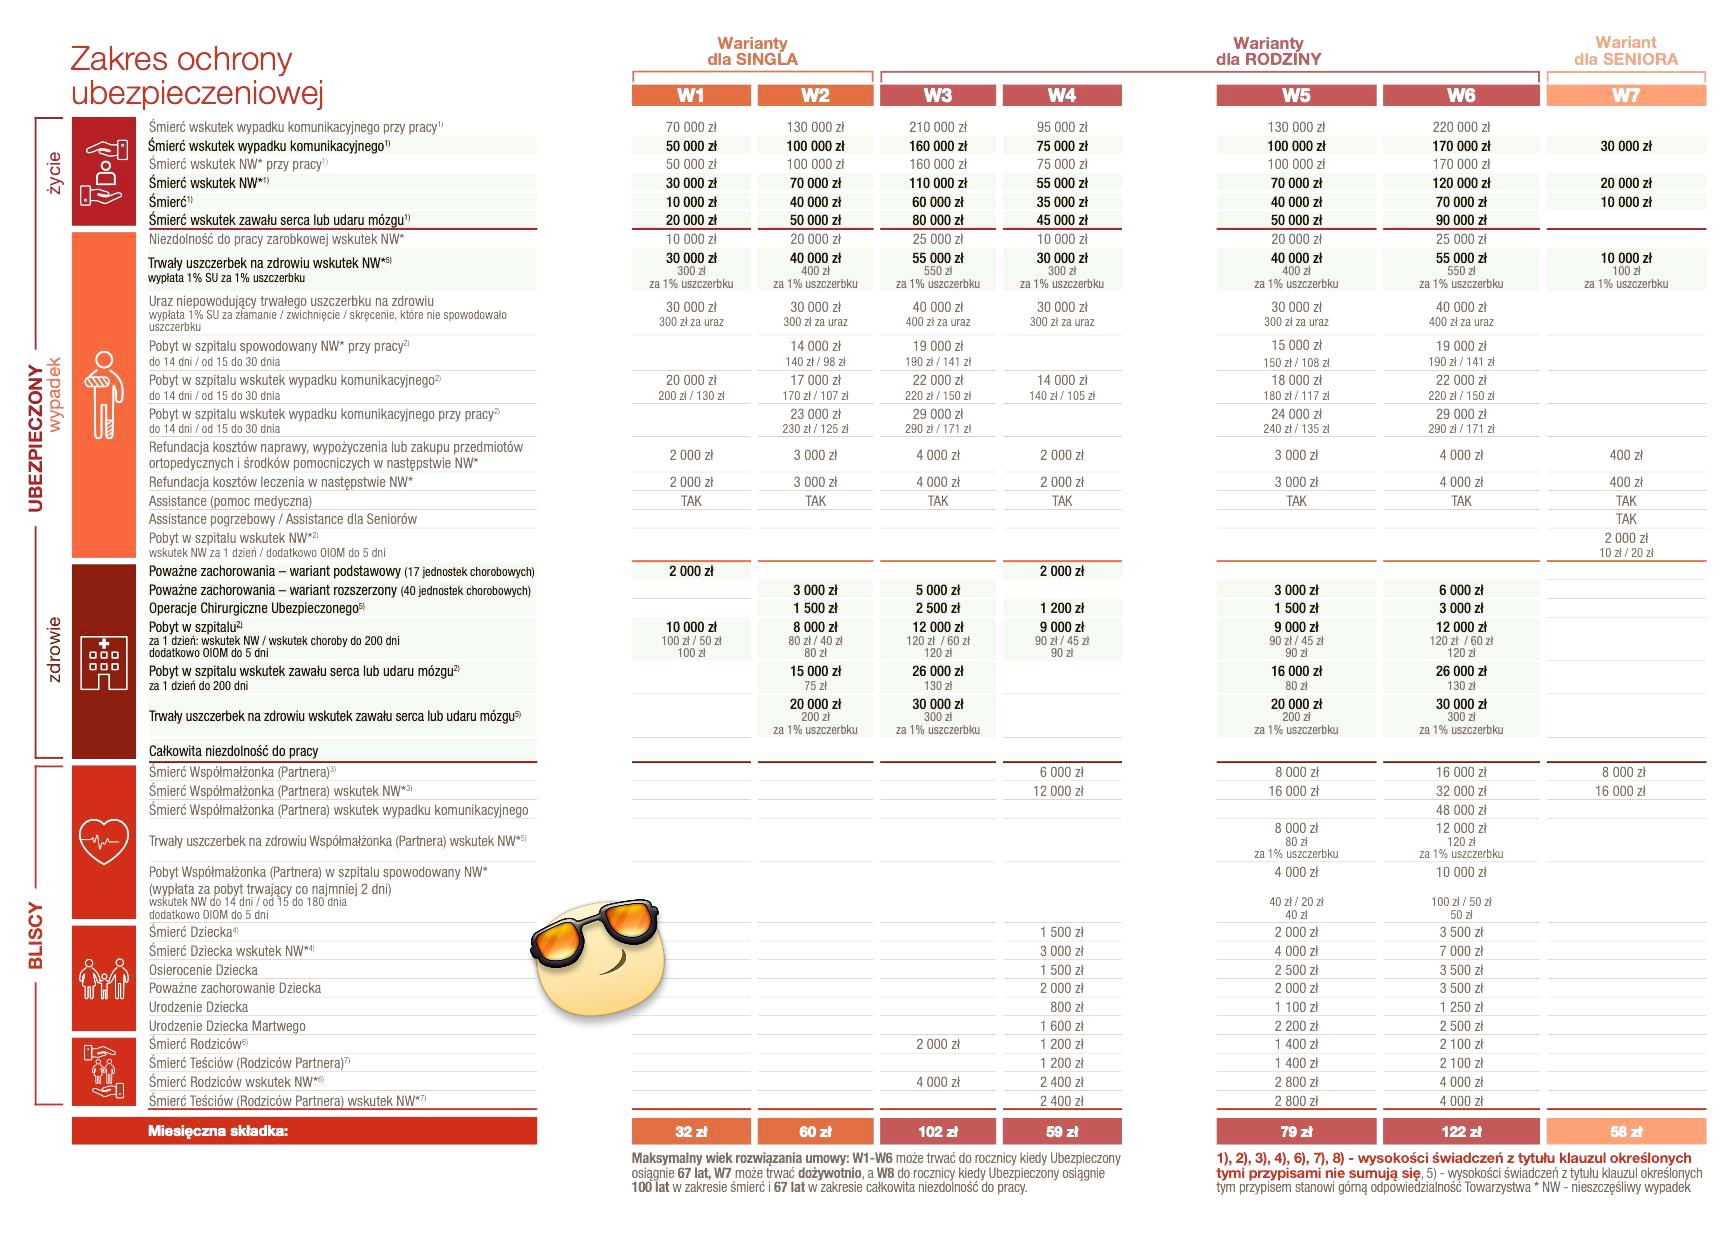 Zakres ochrony
ubezpieczeniowej
Warianty
dla SINGLA
Warianty
dla RODZINY
Wariant
dla SENIORA
W1 W2 W3 W4 W5 W6 W7
UBEZPIECZONY
życie
Śmierć wskutek wypadku komunikacyjnego przy pracy1) 70 000 zł 130 000 zł 210 000 zł 95 000 zł 130 000 zł 220 000 zł
Śmierć wskutek wypadku komunikacyjnego1) 50 000 zł 100 000 zł 160 000 zł 75 000 zł 100 000 zł 170 000 zł 30 000 zł
Śmierć wskutek NW* przy pracy1) 50 000 zł 100 000 zł 160 000 zł 75 000 zł 100 000 zł 170 000 zł
Śmierć wskutek NW*1) 30 000 zł 70 000 zł 110 000 zł 55 000 zł 70 000 zł 120 000 zł 20 000 zł
Śmierć1) 10 000 zł 40 000 zł 60 000 zł 35 000 zł 40 000 zł 70 000 zł 10 000 zł
Śmierć wskutek zawału serca lub udaru mózgu1) 20 000 zł 50 000 zł 80 000 zł 45 000 zł 50 000 zł 90 000 zł
wypadek
Niezdolność do pracy zarobkowej wskutek NW* 10 000 zł 20 000 zł 25 000 zł 10 000 zł 20 000 zł 25 000 zł
Trwały uszczerbek na zdrowiu wskutek NW*5) 30 000 zł 40 000 zł 55 000 zł 30 000 zł 40 000 zł 55 000 zł 10 000 zł
wypłata 1% SU za 1% uszczerbku 300 zł 400 zł 550 zł 300 zł 400 zł 550 zł 100 zł
za 1% uszczerbku za 1% uszczerbku za 1% uszczerbku za 1% uszczerbku za 1% uszczerbku za 1% uszczerbku za 1% uszczerbku
Uraz niepowodujący trwałego uszczerbku na zdrowiu 30 000 zł 30 000 zł 40 000 zł 30 000 zł 30 000 zł 40 000 zł
wypłata 1% SU za złamanie / zwichnięcie / skręcenie, które nie spowodowało 300 zł za uraz 300 zł za uraz 400 zł za uraz 300 zł za uraz 300 zł za uraz 400 zł za uraz
uszczerbku
Pobyt w szpitalu spowodowany NW* przy pracy2) 14 000 zł 19 000 zł 15 000 zł 19 000 zł
do 14 dni / od 15 do 30 dnia 140 zł / 98 zł 190 zł / 141 zł 150 zł / 108 zł 190 zł / 141 zł
Pobyt w szpitalu wskutek wypadku komunikacyjnego2) 20 000 zł 17 000 zł 22 000 zł 14 000 zł 18 000 zł 22 000 zł
do 14 dni / od 15 do 30 dnia 200 zł / 130 zł 170 zł / 107 zł 220 zł / 150 zł 140 zł / 105 zł 180 zł / 117 zł 220 zł / 150 zł
Pobyt w szpitalu wskutek wypadku komunikacyjnego przy pracy2) 23 000 zł 29 000 zł 24 000 zł 29 000 zł
do 14 dni / od 15 do 30 dnia 230 zł / 125 zł 290 zł / 171 zł 240 zł / 135 zł 290 zł / 171 zł
Refundacja kosztów naprawy, wypożyczenia lub zakupu przedmiotów
ortopedycznych i środków pomocniczych w następstwie NW* 2 000 zł 3 000 zł 4 000 zł 2 000 zł 3 000 zł 4 000 zł 400 zł
Refundacja kosztów leczenia w następstwie NW* 2 000 zł 3 000 zł 4 000 zł 2 000 zł 3 000 zł 4 000 zł 400 zł
Assistance (pomoc medyczna) TAK TAK TAK TAK TAK TAK TAK
Assistance pogrzebowy / Assistance dla Seniorów TAK
Pobyt w szpitalu wskutek NW*2) 2 000 zł
wskutek NW za 1 dzień / dodatkowo OIOM do 5 dni 10 zł / 20 zł
zdrowie
Poważne zachorowania – wariant podstawowy (17 jednostek chorobowych) 2 000 zł 2 000 zł
Poważne zachorowania – wariant rozszerzony (40 jednostek chorobowych) 3 000 zł 5 000 zł 3 000 zł 6 000 zł
Operacje Chirurgiczne Ubezpieczonego5) 1 500 zł 2 500 zł 1 200 zł 1 500 zł 3 000 zł
Pobyt w szpitalu2) 10 000 zł 8 000 zł 12 000 zł 9 000 zł 9 000 zł 12 000 zł
za 1 dzień: wskutek NW / wskutek choroby do 200 dni 100 zł / 50 zł 80 zł / 40 zł 120 zł / 60 zł 90 zł / 45 zł 90 zł / 45 zł 120 zł / 60 zł
dodatkowo OIOM do 5 dni 100 zł 80 zł 120 zł 90 zł 90 zł 120 zł
Pobyt w szpitalu wskutek zawału serca lub udaru mózgu2) 15 000 zł 26 000 zł 16 000 zł 26 000 zł
za 1 dzień do 200 dni 75 zł 130 zł 80 zł 130 zł
20 000 zł 30 000 zł 20 000 zł 30 000 zł
Trwały uszczerbek na zdrowiu wskutek zawału serca lub udaru mózgu5) 200 zł 300 zł 200 zł 300 zł
za 1% uszczerbku za 1% uszczerbku za 1% uszczerbku za 1% uszczerbku
Całkowita niezdolność do pracy
BLISCY
Śmierć Współmałżonka (Partnera)3) 6 000 zł 8 000 zł 16 000 zł 8 000 zł
Śmierć Współmałżonka (Partnera) wskutek NW*3) 12 000 zł 16 000 zł 32 000 zł 16 000 zł
Śmierć Współmałżonka (Partnera) wskutek wypadku komunikacyjnego 48 000 zł
8 000 zł 12 000 zł
Trwały uszczerbek na zdrowiu Współmałżonka (Partnera) wskutek NW*5) 80 zł 120 zł
za 1% uszczerbku za 1% uszczerbku
Pobyt Współmałżonka (Partnera) w szpitalu spowodowany NW* 4 000 zł 10 000 zł
(wypłata za pobyt trwający co najmniej 2 dni)
wskutek NW do 14 dni / od 15 do 180 dnia 40 zł / 20 zł 100 zł / 50 zł
dodatkowo OIOM do 5 dni 40 zł 50 zł
Śmierć Dziecka4) 1 500 zł 2 000 zł 3 500 zł
Śmierć Dziecka wskutek NW*4) 3 000 zł 4 000 zł 7 000 zł
Osierocenie Dziecka 1 500 zł 2 500 zł 3 500 zł
Poważne zachorowanie Dziecka 2 000 zł 2 000 zł 3 500 zł
Urodzenie Dziecka 800 zł 1 100 zł 1 250 zł
Urodzenie Dziecka Martwego 1 600 zł 2 200 zł 2 500 zł
Śmierć Rodziców6) 2 000 zł 1 200 zł 1 400 zł 2 100 zł
Śmierć Teściów (Rodziców Partnera)7) 1 200 zł 1 400 zł 2 100 zł
Śmierć Rodziców wskutek NW*6) 4 000 zł 2 400 zł 2 800 zł 4 000 zł
Śmierć Teściów (Rodziców Partnera) wskutek NW*7) 2 400 zł 2 800 zł 4 000 zł
Miesięczna składka: 32 zł 60 zł 102 zł 59 zł 79 zł 122 zł 58 zł
Maksymalny wiek rozwiązania umowy: W1-W6 może trwać do rocznicy kiedy Ubezpieczony
osiągnie 67 lat, W7 może trwać dożywotnio, a W8 do rocznicy kiedy Ubezpieczony osiągnie
100 lat w zakresie śmierć i 67 lat w zakresie całkowita niezdolność do pracy.
1), 2), 3), 4), 6), 7), 8) - wysokości świadczeń z tytułu klauzul określonych
tymi przypisami nie sumują się, 5) - wysokości świadczeń z tytułu klauzul określonych
tym przypisem stanowi górną odpowiedzialność Towarzystwa * NW - nieszczęśliwy wypadek